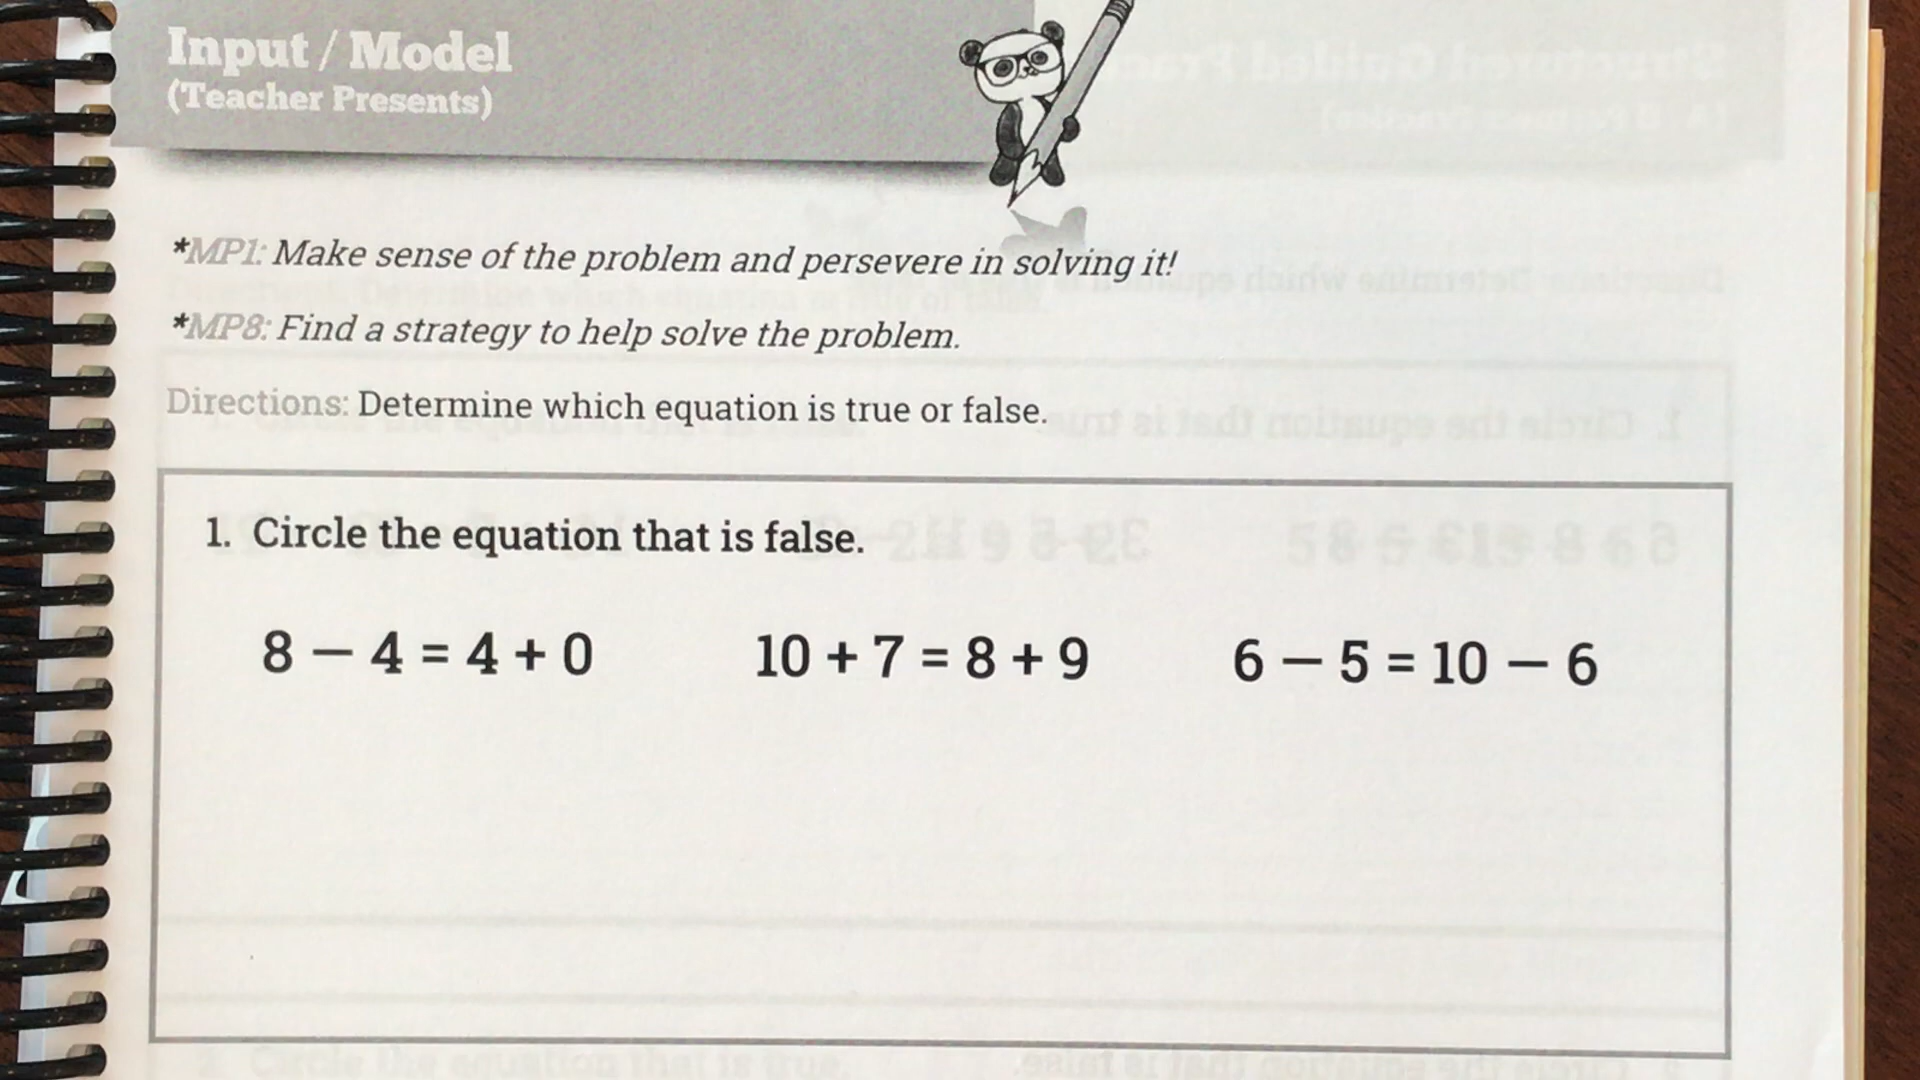 Input / Model
(Teacher Presents)
*MP1: Make sense of the problem and persevere in solving it!
*MP8: Find a strategy to help solve the problem.
Directions: Determine which equation is true or false.
1. Circle the equation that is false.
8 – 4 = 4 + 0 10 + 7 = 8 + 9 6 – 5 = 10 – 6